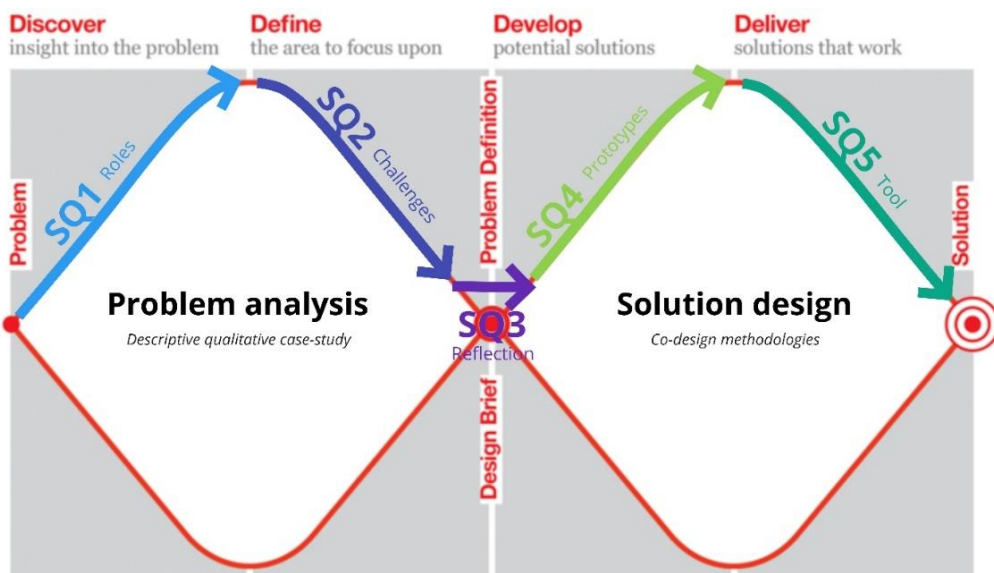 Discover
insight into the problem
Define
the area to focus upon
Develop
potential solutions
Deliver
solutions that work
Problem
SQ1 Roles
SQ2 Challenges
Problem Definition
SQ4 Prototypes
SQ5 Tool
Solution
Problem analysis
Descriptive qualitative case-study
SQ3
Reflection
Solution design
Co-design methodologies
Design Brief